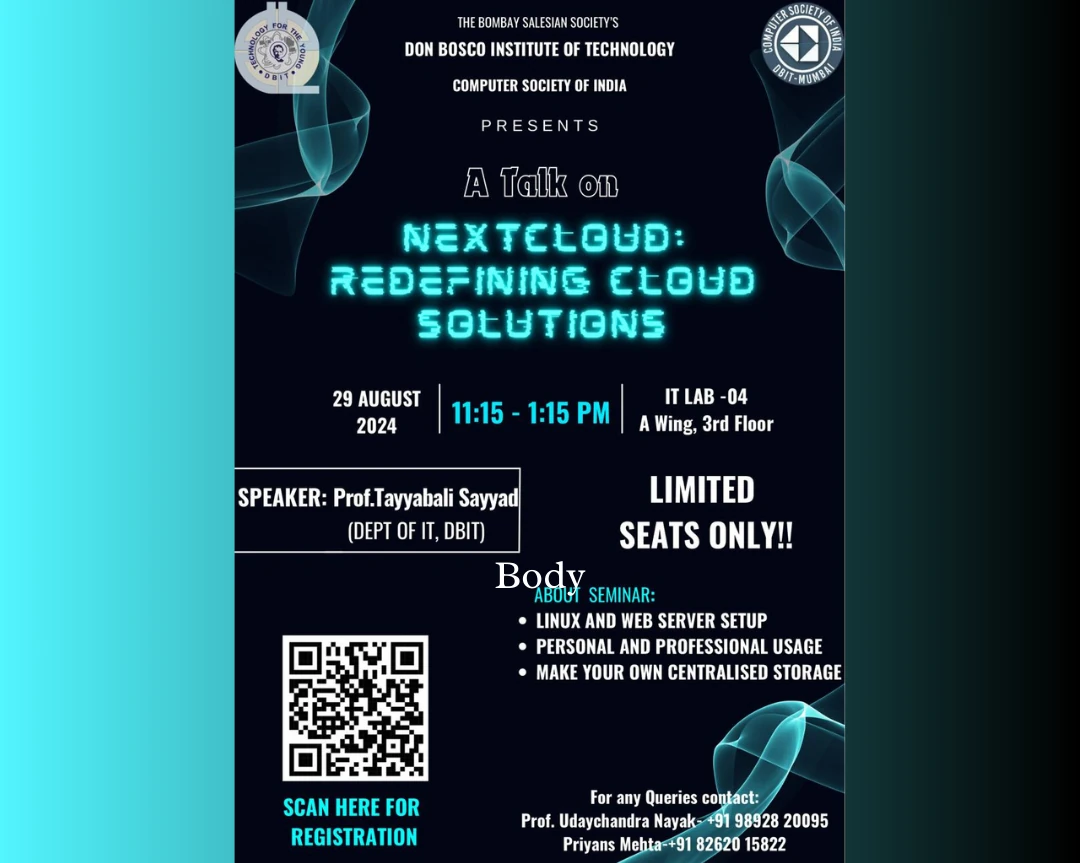 THE BOMBAY SALESIAN SOCIETY'S
DON BOSCO INSTITUTE OF TECHNOLOGY
COMPUTER SOCIETY OF INDIA
PRESENTS
TECHNOLOGY FOR THE YOUNG
• DBIT •
COMPUTER SOCIETY OF INDIA
DBIT-MUMBAI
A Talk on
NEXTCLOUD:
REDEFINING CLOUD
SOLUTIONS
29 AUGUST
2024
11:15 - 1:15 PM
IT LAB -04
A Wing, 3rd Floor
SPEAKER: Prof.Tayyabali Sayyad
(DEPT OF IT, DBIT)
LIMITED
SEATS ONLY!!
Body
ABOUT SEMINAR:
• LINUX AND WEB SERVER SETUP
• PERSONAL AND PROFESSIONAL USAGE
• MAKE YOUR OWN CENTRALISED STORAGE
SCAN HERE FOR
REGISTRATION
For any Queries contact:
Prof. Udaychandra Nayak- +91 98928 20095
Priyans Mehta-+91 82620 15822